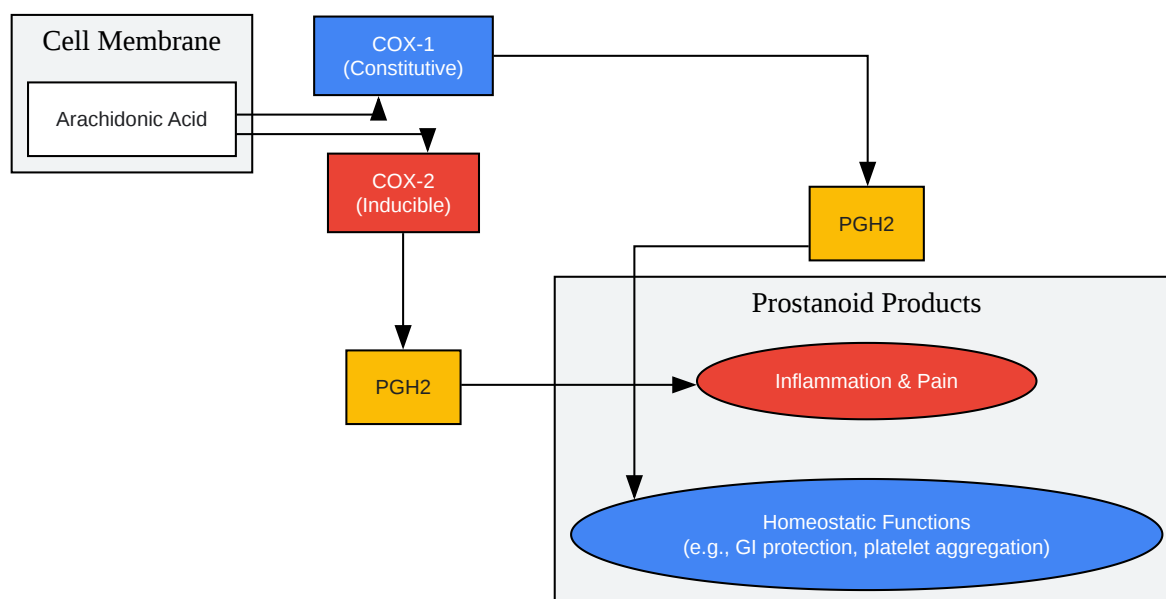 Cell Membrane
Arachidonic Acid
COX-1
(Constitutive)
COX-2
(Inducible)
PGH2
PGH2
Prostanoid Products
Inflammation & Pain
Homeostatic Functions
(e.g., GI protection, platelet aggregation)